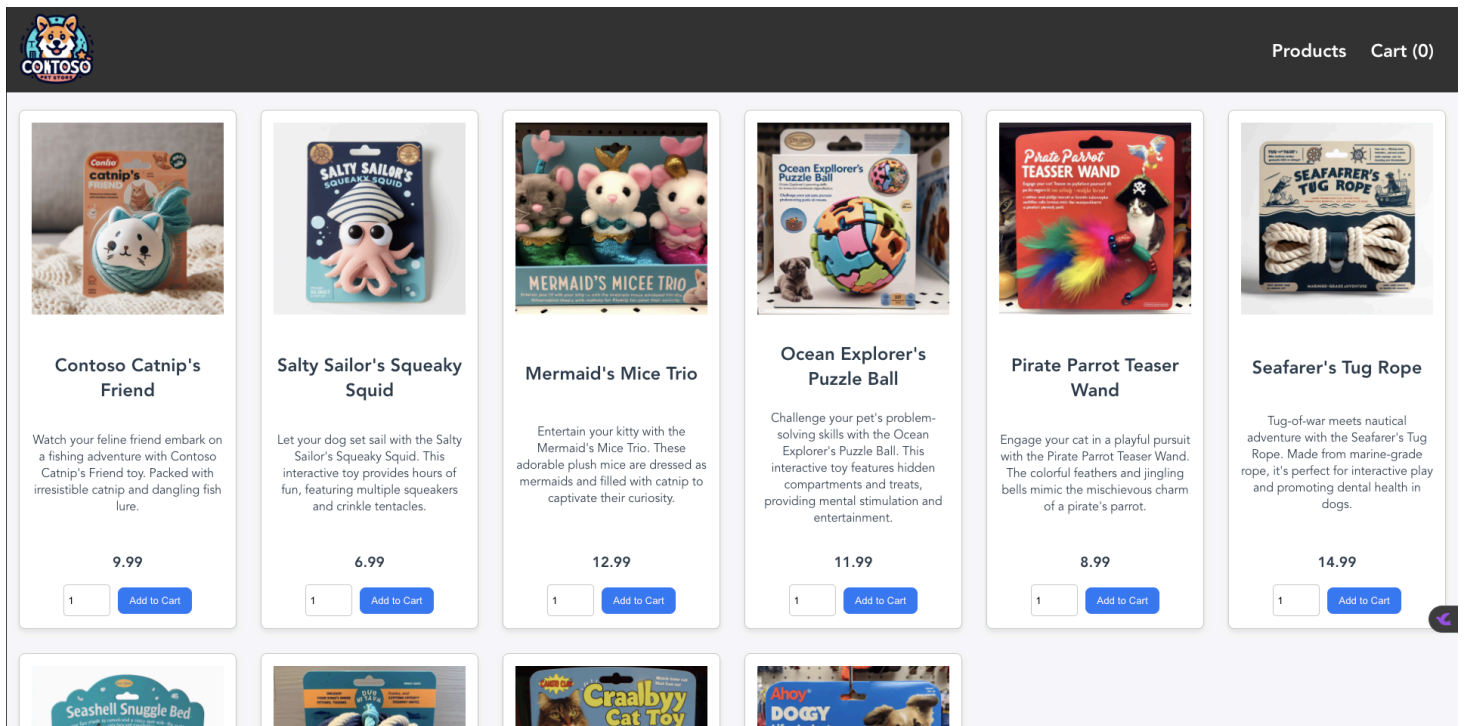 CONTOSO
PET STORE
Products
Cart (0)
Conto
catnip's
FRIEND
SALTY SAILOR'S
SQUEAKY SQUID
MERMAID'S MICEE TRIO
Ocean Expllorer's
Puzzle Ball
Pirate Parrot
TEASER WAND
SEAFAFRER'S
TUG ROPE
MARINEE-GRADE ADVENTURE
Contoso Catnip's
Friend
Salty Sailor's Squeaky
Squid
Mermaid's Mice Trio
Ocean Explorer's
Puzzle Ball
Pirate Parrot Teaser
Wand
Seafarer's Tug Rope
Watch your feline friend embark on
a fishing adventure with Contoso
Catnip's Friend toy. Packed with
irresistible catnip and dangling fish
lure.
Let your dog set sail with the Salty
Sailor's Squeaky Squid. This
interactive toy provides hours of
fun, featuring multiple squeakers
and crinkle tentacles.
Entertain your kitty with the
Mermaid's Mice Trio. These
adorable plush mice are dressed as
mermaids and filled with catnip to
captivate their curiosity.
Challenge your pet's problem-
solving skills with the Ocean
Explorer's Puzzle Ball. This
interactive toy features hidden
compartments and treats,
providing mental stimulation and
entertainment.
Engage your cat in a playful pursuit
with the Pirate Parrot Teaser Wand.
The colorful feathers and jingling
bells mimic the mischievous charm
of a pirate's parrot.
Tug-of-war meets nautical
adventure with the Seafarer's Tug
Rope. Made from marine-grade
rope, it's perfect for interactive play
and promoting dental health in
dogs.
9.99
6.99
12.99
11.99
8.99
14.99
1
Add to Cart
1
Add to Cart
1
Add to Cart
1
Add to Cart
1
Add to Cart
1
Add to Cart
Seashell Snuggle Bed
Craalbyy
Cat Toy
Ahoy"
DOGGY